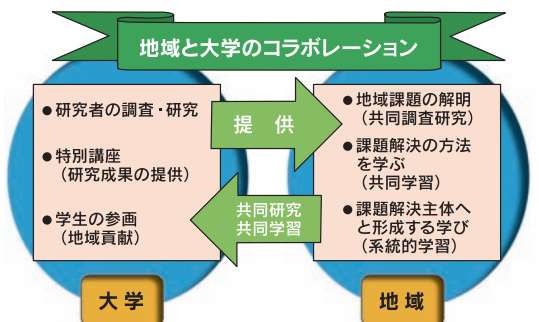 地域と大学のコラボレーション
●研究者の調査・研究
●特別講座
（研究成果の提供）
●学生の参画
（地域貢献）
大学
提　供
共同研究
共同学習
●地域課題の解明
（共同調査研究）
●課題解決の方法
を学ぶ
（共同学習）
●課題解決主体へ
と形成する学び
（系統的学習）
地域